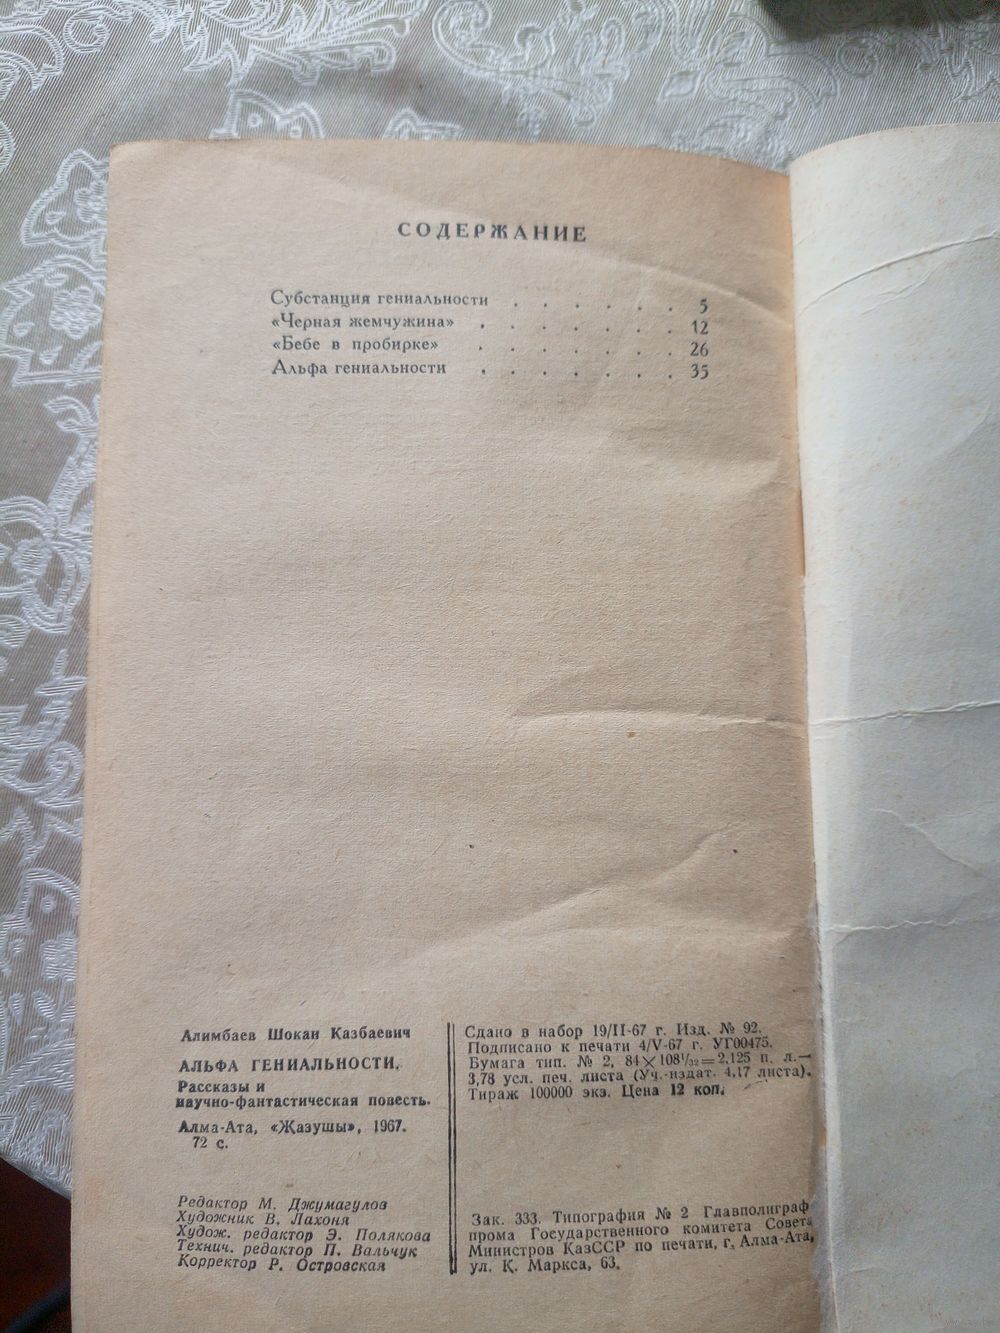 СОДЕРЖАНИЕ
Субстанция гениальности . . . . . . 5
«Черная жемчужина» . . . . . . . 12
«Бебе в пробирке» . . . . . . . 26
Альфа гениальности . . . . . . . 35
Алимбаев Шокан Казбаевич
АЛЬФА ГЕНИАЛЬНОСТИ.
Рассказы и
научно-фантастическая повесть.
Алма-Ата, «Жазушы», 1967.
72 с.
Редактор М. Джумагулов
Художник В. Лахоня
Худож. редактор Э. Полякова
Технич. редактор П. Вальчук
Корректор Р. Островская
Сдано в набор 19/II-67 г. Изд. № 92.
Подписано к печати 4/V-67 г. УГ00475.
Бумага тип. № 2, 84×108¹/₃₂=2,125 п. л.—
3,78 усл. печ. листа (Уч.-издат. 4,17 листа).
Тираж 100000 экз. Цена 12 коп.
Зак. 333. Типография № 2 Главполиграф
прома Государственного комитета Совета
Министров КазССР по печати, г. Алма-Ата,
ул. Қ. Маркса, 63.